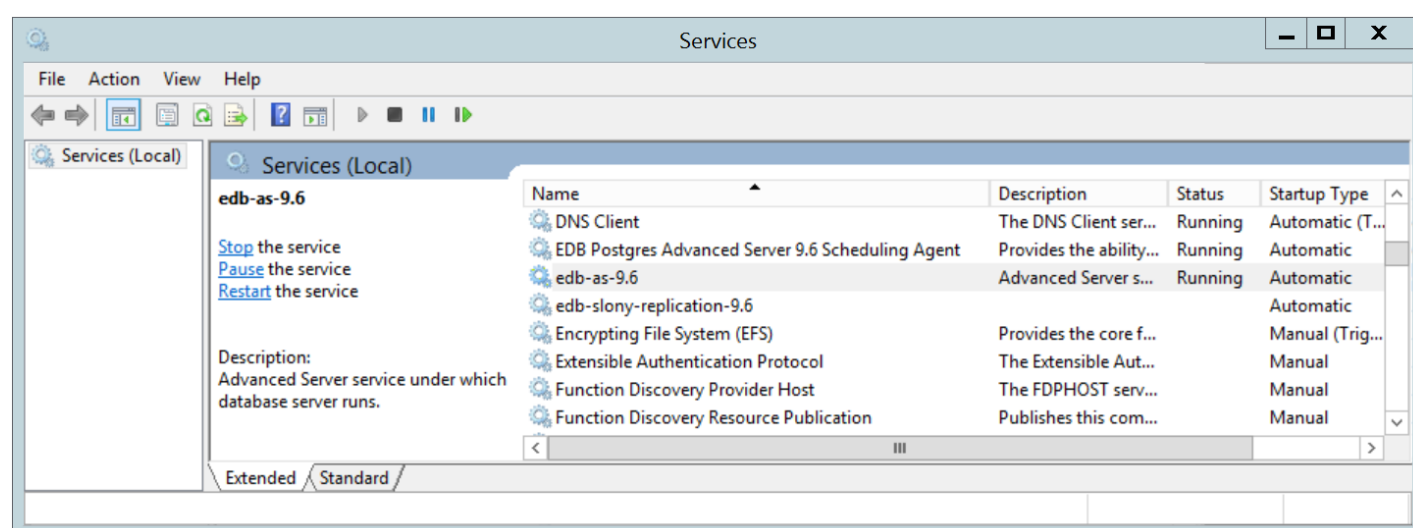 Services
File Action View Help
Services (Local)
Services (Local)
edb-as-9.6
Stop the service
Pause the service
Restart the service
Description:
Advanced Server service under which
database server runs.
Name Description Status Startup Type
DNS Client The DNS Client ser... Running Automatic (T...
EDB Postgres Advanced Server 9.6 Scheduling Agent Provides the ability... Running Automatic
edb-as-9.6 Advanced Server s... Running Automatic
edb-slony-replication-9.6 Automatic
Encrypting File System (EFS) Provides the core f... Manual (Trig...
Extensible Authentication Protocol The Extensible Aut... Manual
Function Discovery Provider Host The FDPHOST serv... Manual
Function Discovery Resource Publication Publishes this com... Manual
Extended Standard